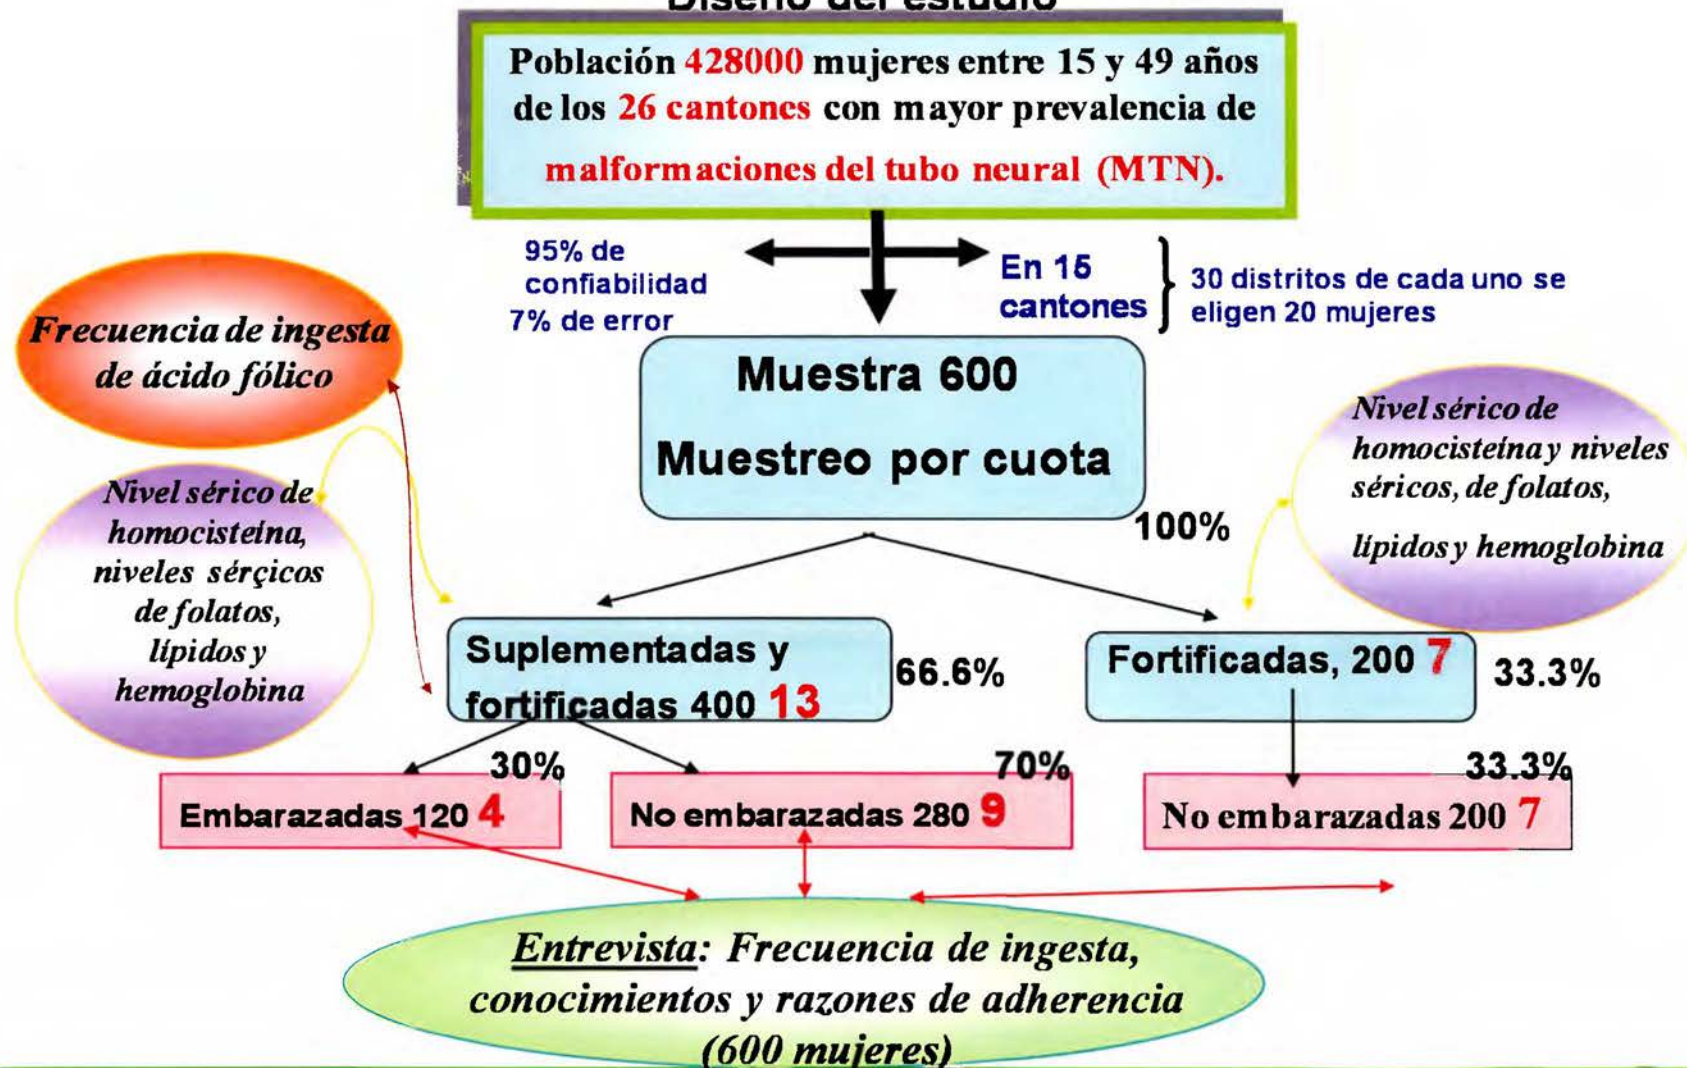 Diseño del estudio
Población 428000 mujeres entre 15 y 49 años
de los 26 cantones con mayor prevalencia de
malformaciones del tubo neural (MTN).
95% de
confiabilidad
7% de error
En 15
cantones
30 distritos de cada uno se
eligen 20 mujeres
Frecuencia de ingesta
de ácido fólico
Muestra 600
Muestreo por cuota
100%
Nivel sérico de
homocisteína y niveles
séricos, de folatos,
lípidos y hemoglobina
Nivel sérico de
homocisteína,
niveles sérçicos
de folatos,
lípidos y
hemoglobina
Suplementadas y
fortificadas 400 13
66.6%
Fortificadas, 200 7
33.3%
30%
Embarazadas 120 4
70%
No embarazadas 280 9
33.3%
No embarazadas 200 7
Entrevista: Frecuencia de ingesta,
conocimientos y razones de adherencia
(600 mujeres)